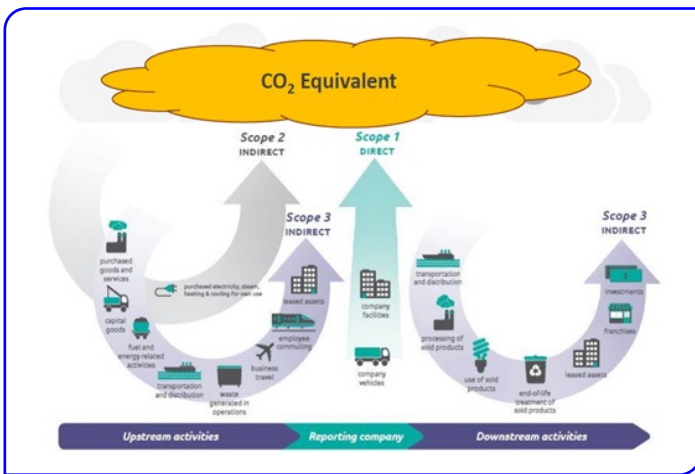 CO₂ Equivalent
Scope 2
INDIRECT
Scope 1
DIRECT
Scope 3
INDIRECT
Scope 3
INDIRECT
purchased
goods and
services
capital
goods
fuel and
energy related
activities
transportation
and distribution
waste
generated in
operations
business
travel
employee
commuting
leased assets
purchased electricity, steam,
heating & cooling for own use
company
facilities
company
vehicles
transportation
and distribution
processing of
sold products
use of sold
products
end-of-life
treatment of
sold products
leased assets
franchises
$
investments
Upstream activities
Reporting company
Downstream activities